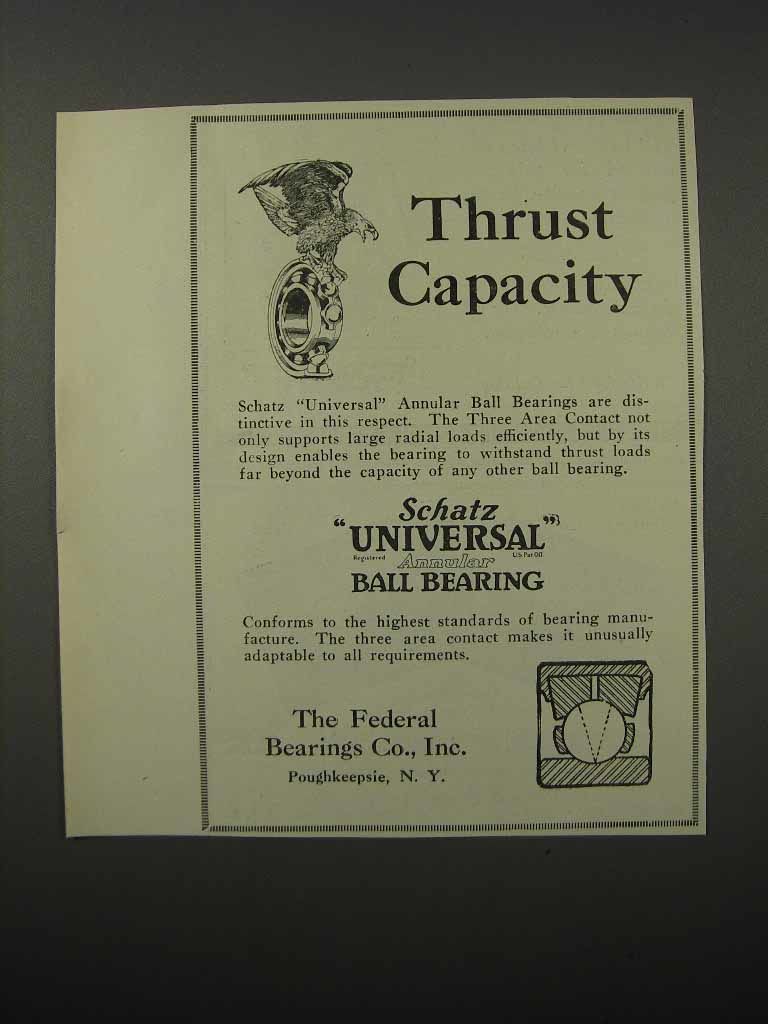 Thrust
Capacity
Schatz "Universal" Annular Ball Bearings are dis-
tinctive in this respect. The Three Area Contact not
only supports large radial loads efficiently, but by its
design enables the bearing to withstand thrust loads
far beyond the capacity of any other ball bearing.
Schatz
"UNIVERSAL"
Registered Annular U.S. Pat. Off.
BALL BEARING
Conforms to the highest standards of bearing manu-
facture. The three area contact makes it unusually
adaptable to all requirements.
The Federal
Bearings Co., Inc.
Poughkeepsie, N. Y.